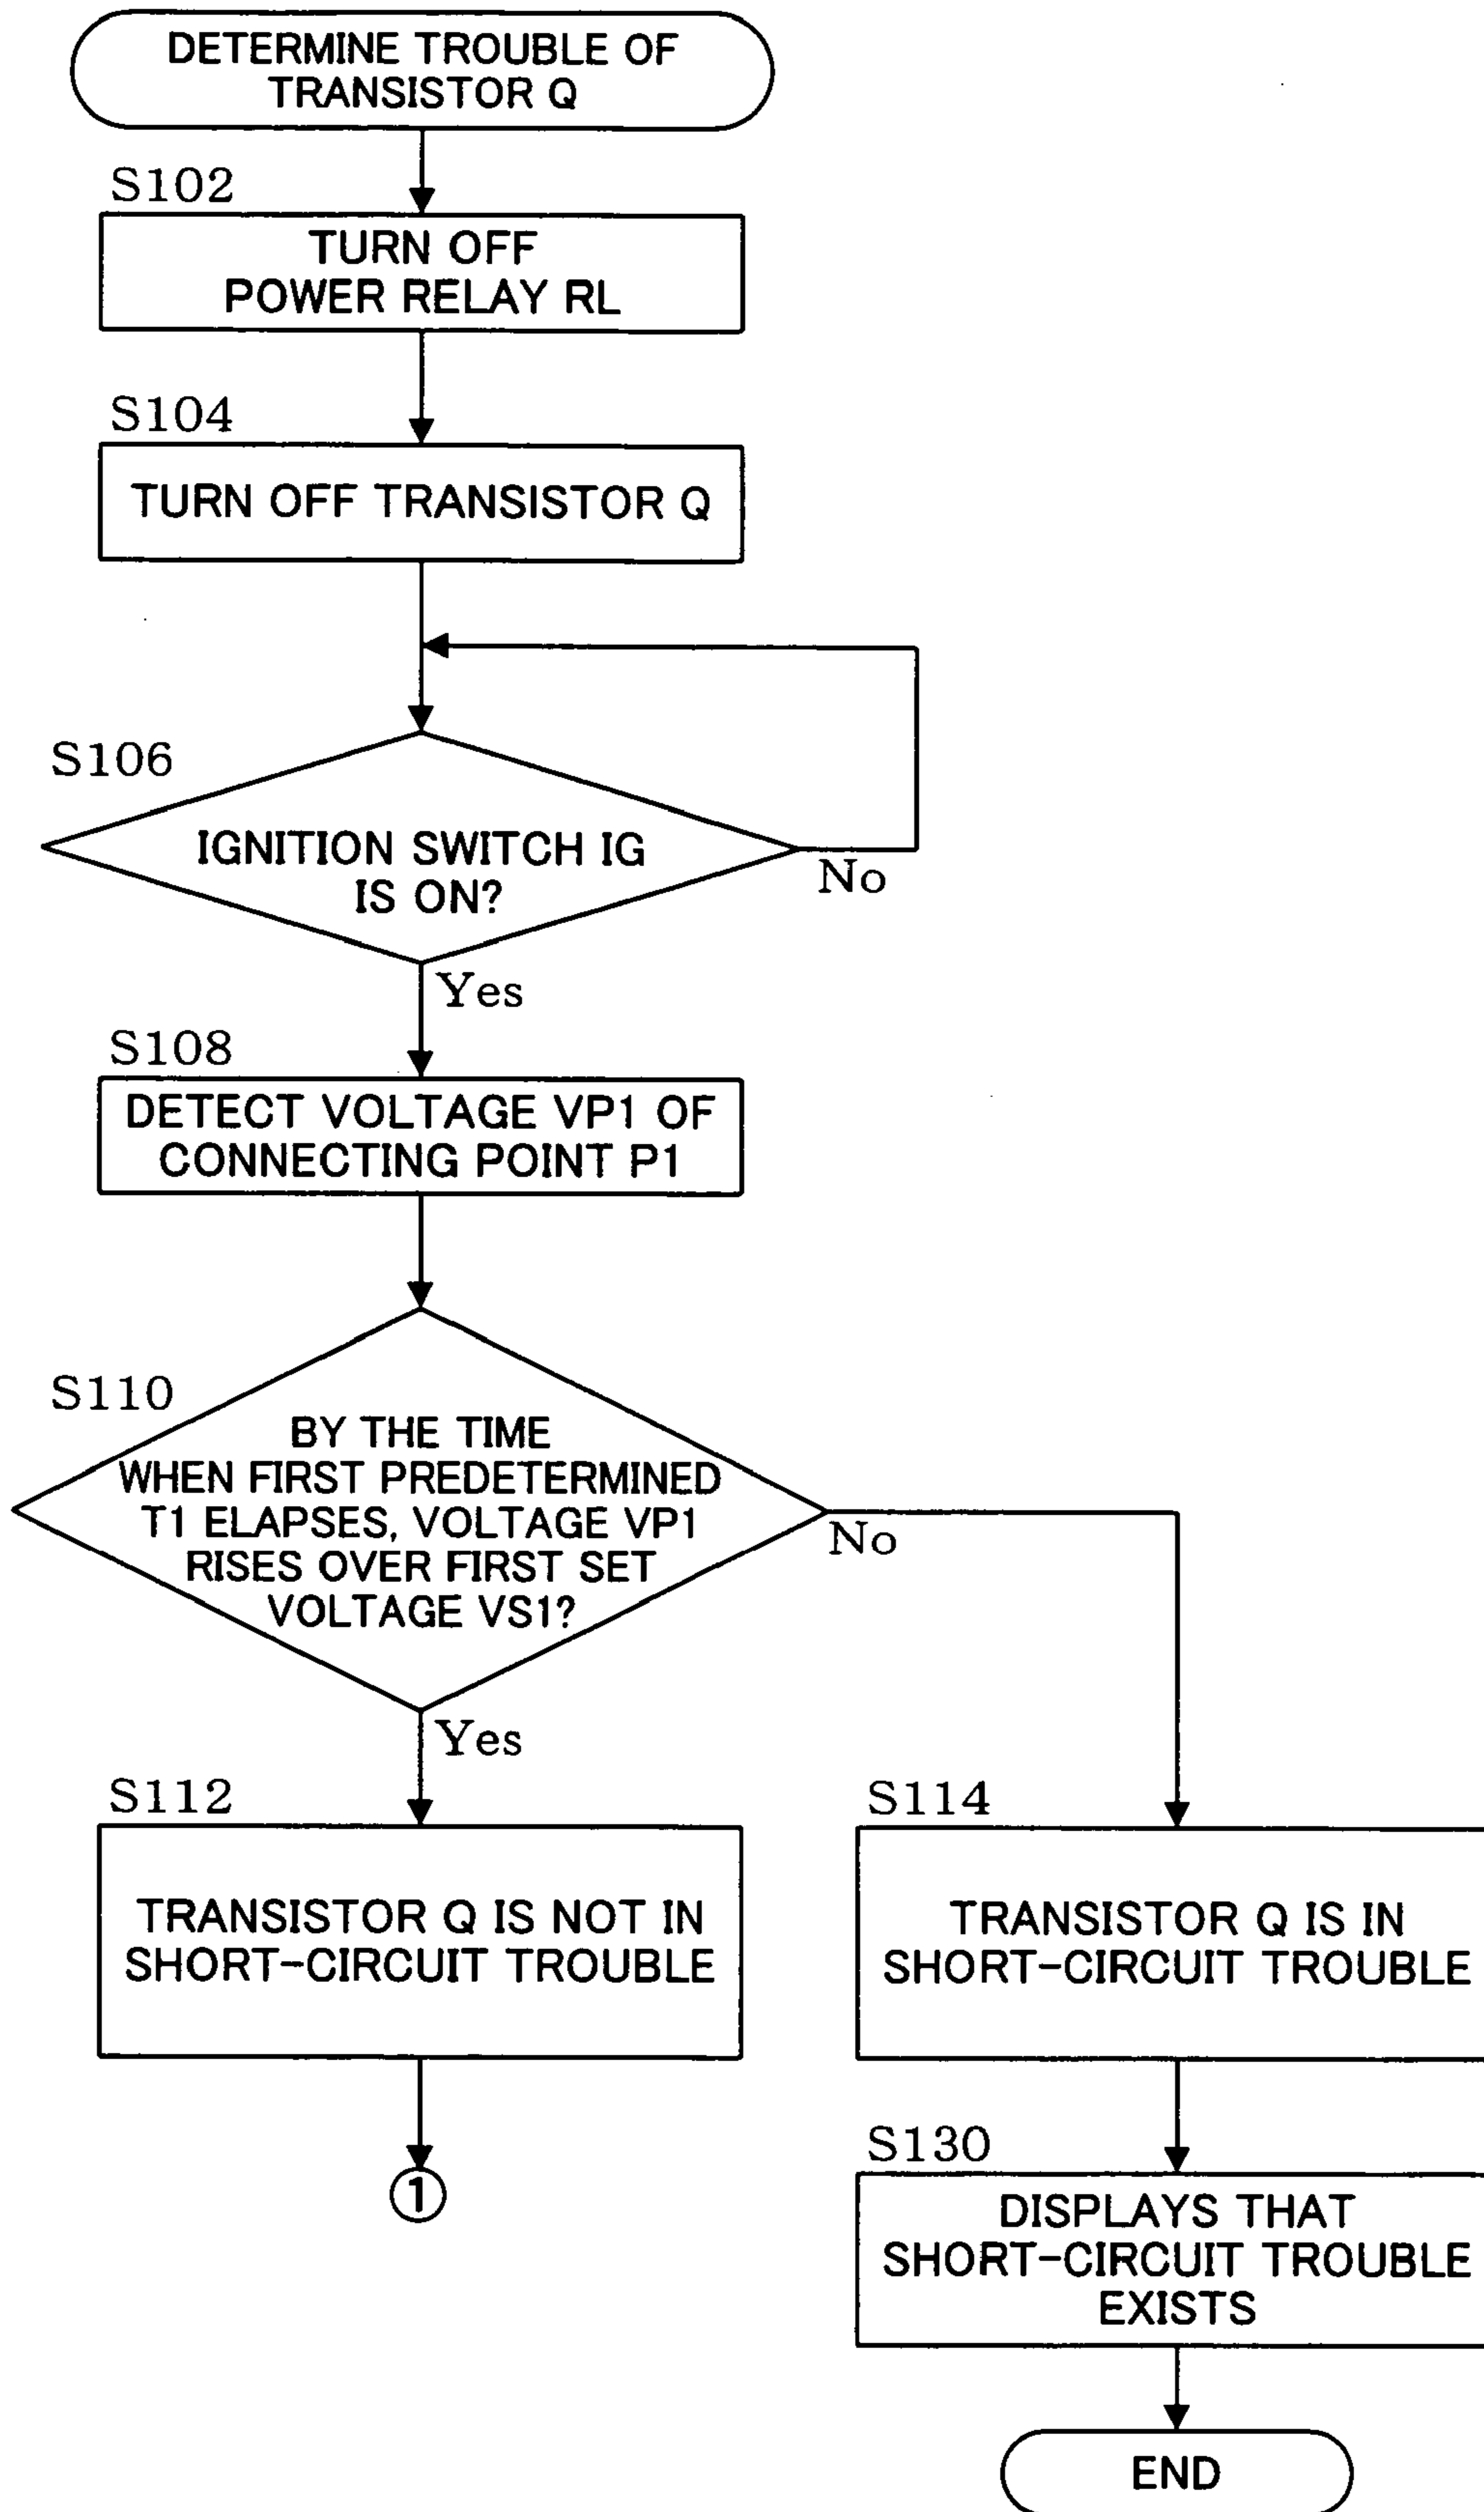 DETERMINE TROUBLE OF
TRANSISTOR Q
S102
TURN OFF
POWER RELAY RL
S104
TURN OFF TRANSISTOR Q
S106
IGNITION SWITCH IG
IS ON?
No
Yes
S108
DETECT VOLTAGE VP1 OF
CONNECTING POINT P1
S110
BY THE TIME
WHEN FIRST PREDETERMINED
T1 ELAPSES, VOLTAGE VP1
RISES OVER FIRST SET
VOLTAGE VS1?
No
Yes
S112
TRANSISTOR Q IS NOT IN
SHORT-CIRCUIT TROUBLE
①
S114
TRANSISTOR Q IS IN
SHORT-CIRCUIT TROUBLE
S130
DISPLAYS THAT
SHORT-CIRCUIT TROUBLE
EXISTS
END